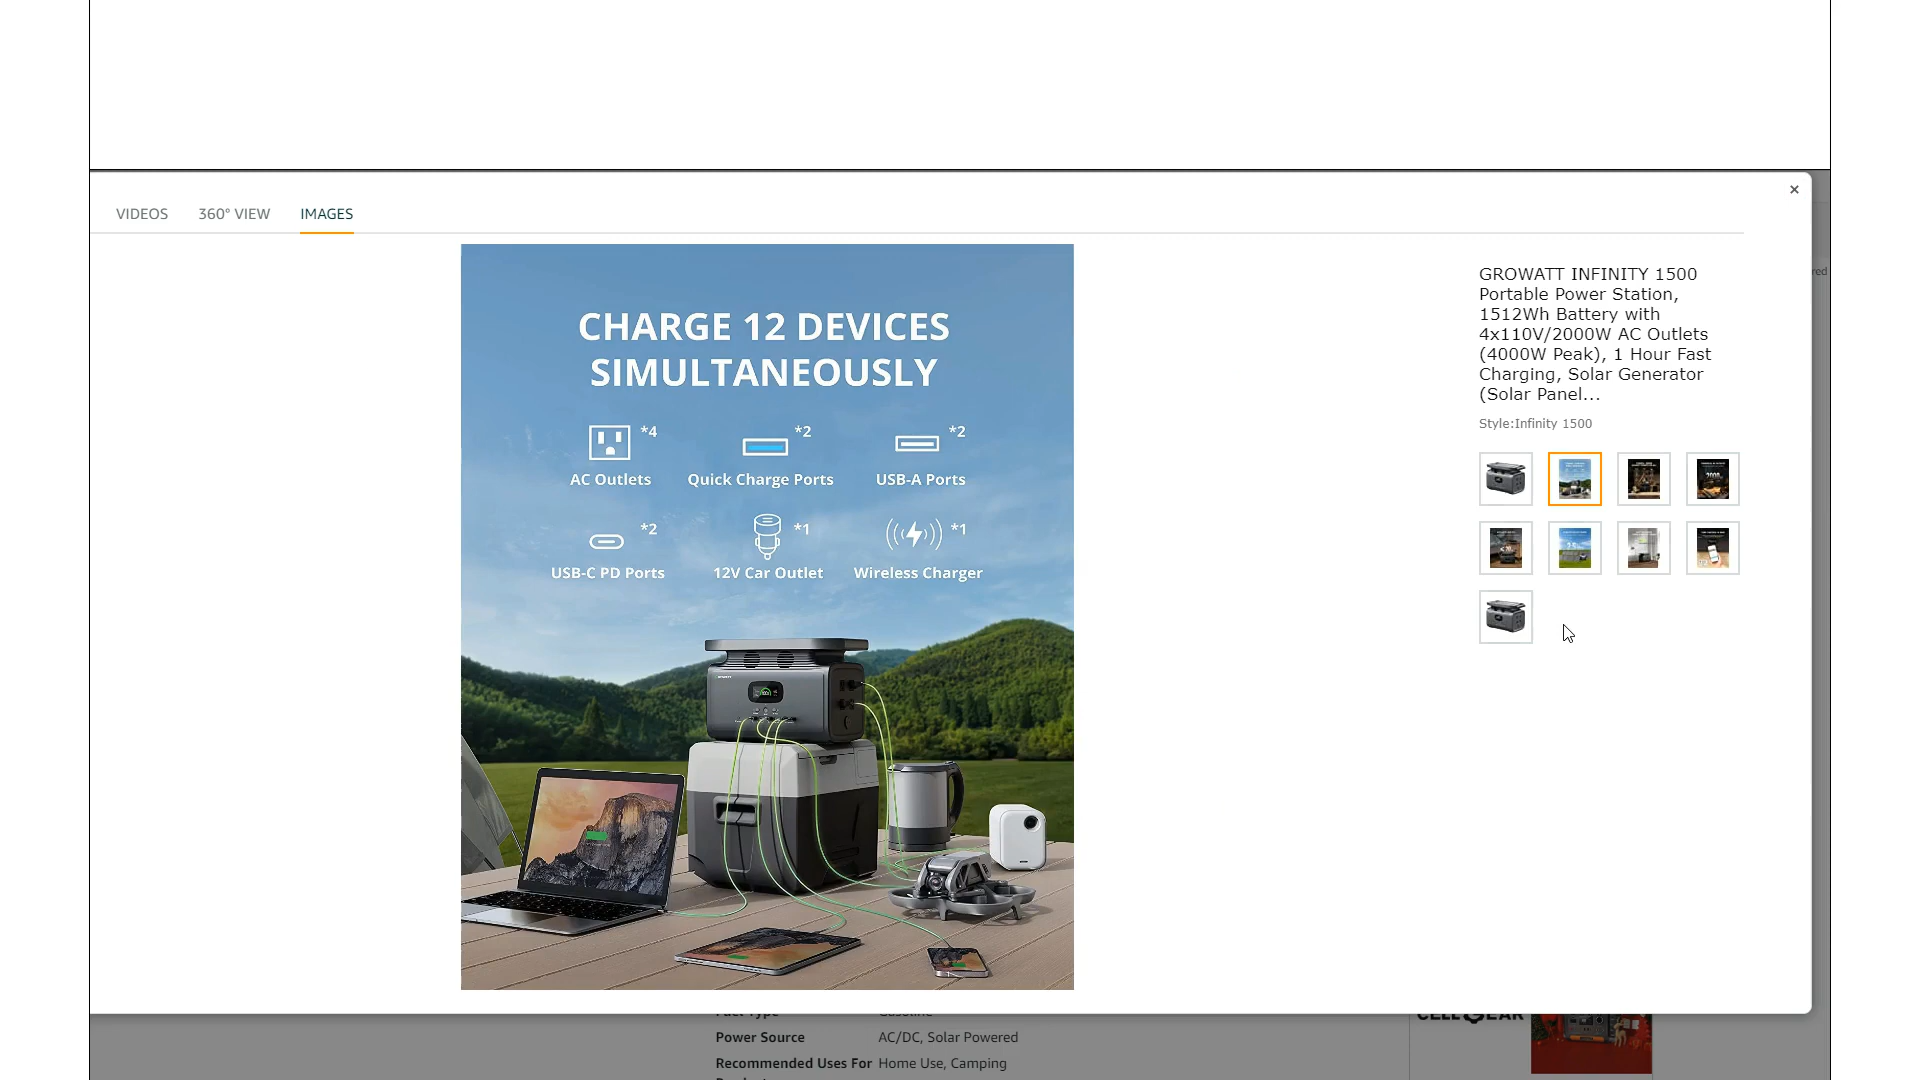 VIDEOS 360° VIEW IMAGES
CHARGE 12 DEVICES
SIMULTANEOUSLY
*4 *2 *2
AC Outlets Quick Charge Ports USB-A Ports
*2 *1 *1
USB-C PD Ports 12V Car Outlet Wireless Charger
GROWATT INFINITY 1500
Portable Power Station,
1512Wh Battery with
4x110V/2000W AC Outlets
(4000W Peak), 1 Hour Fast
Charging, Solar Generator
(Solar Panel...
Style:Infinity 1500
Power Source AC/DC, Solar Powered
Recommended Uses For Home Use, Camping